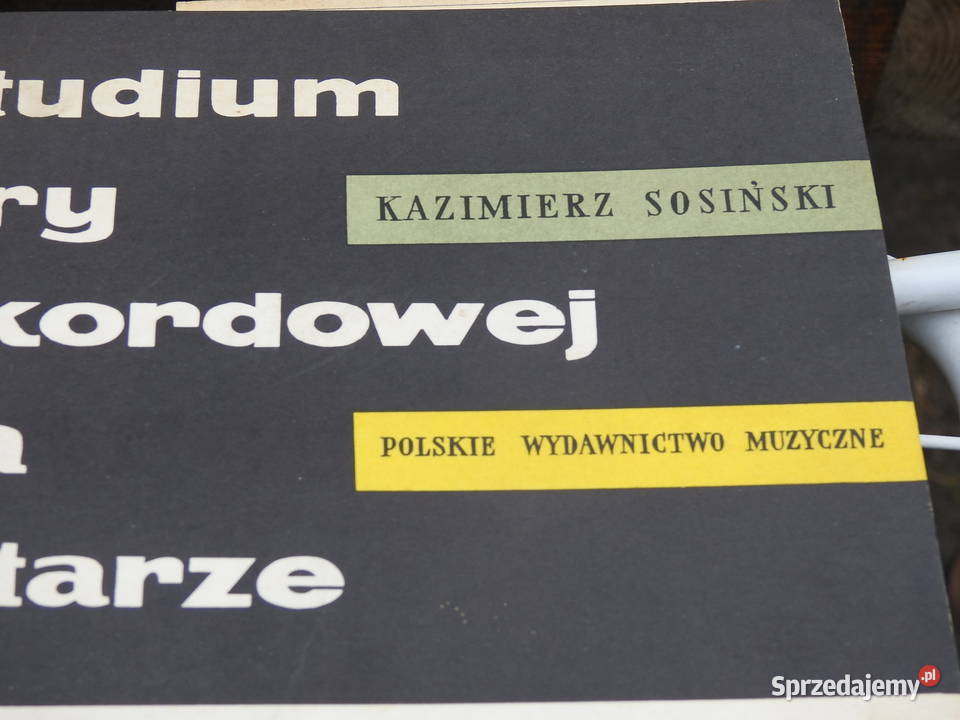 tudium
ry
KAZIMIERZ SOSIŃSKI
kordowej
a
POLSKIE WYDAWNICTWO MUZYCZNE
tarze
Sprzedajemy.pl